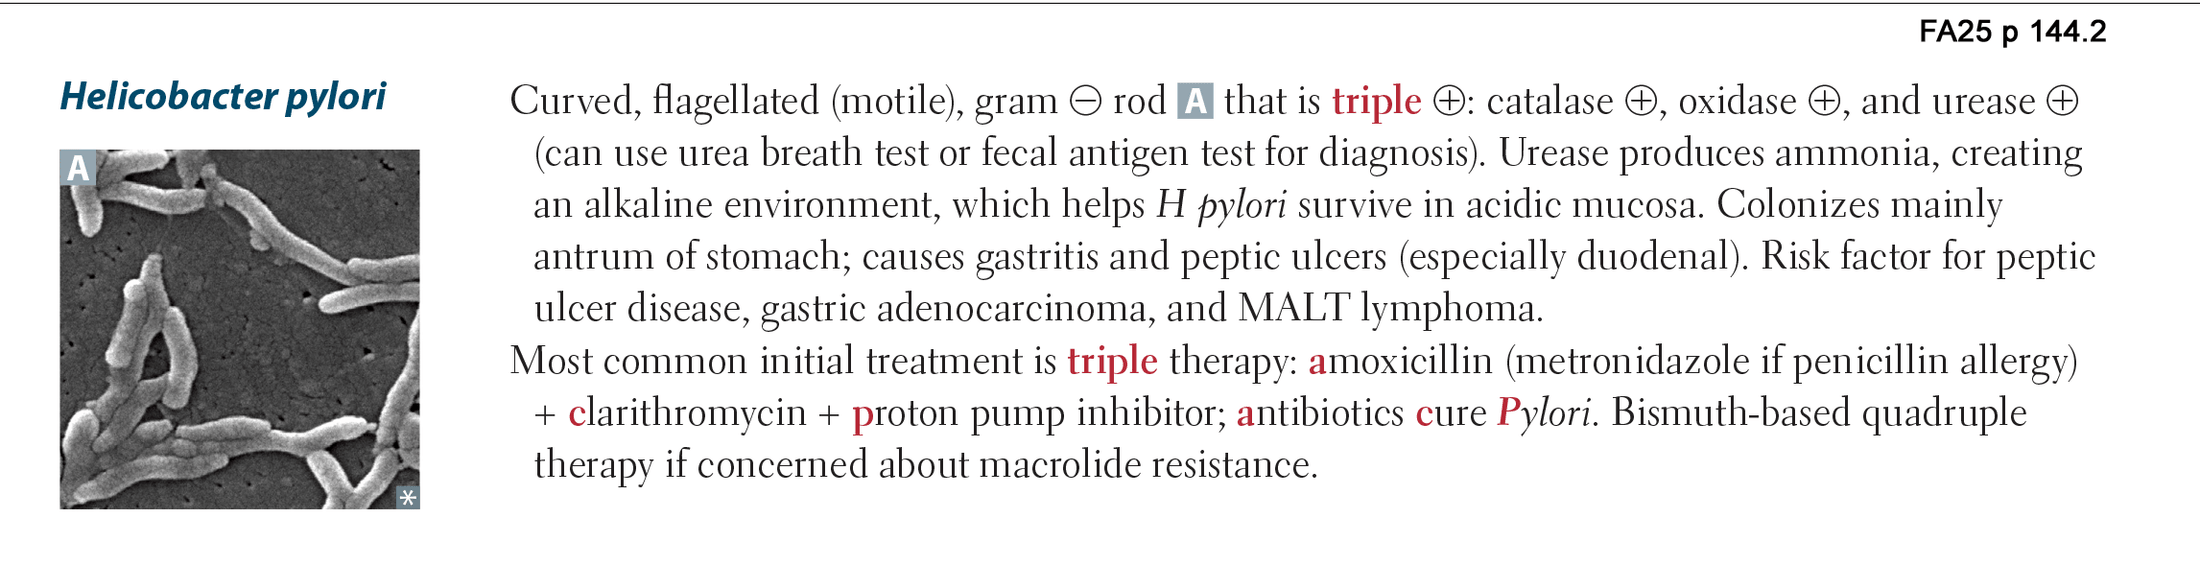 FA25 p 144.2
Helicobacter pylori
A
*
Curved, flagellated (motile), gram ⊖ rod A that is triple ⊕: catalase ⊕, oxidase ⊕, and urease ⊕
(can use urea breath test or fecal antigen test for diagnosis). Urease produces ammonia, creating
an alkaline environment, which helps H pylori survive in acidic mucosa. Colonizes mainly
antrum of stomach; causes gastritis and peptic ulcers (especially duodenal). Risk factor for peptic
ulcer disease, gastric adenocarcinoma, and MALT lymphoma.
Most common initial treatment is triple therapy: amoxicillin (metronidazole if penicillin allergy)
+ clarithromycin + proton pump inhibitor; antibiotics cure Pylori. Bismuth-based quadruple
therapy if concerned about macrolide resistance.